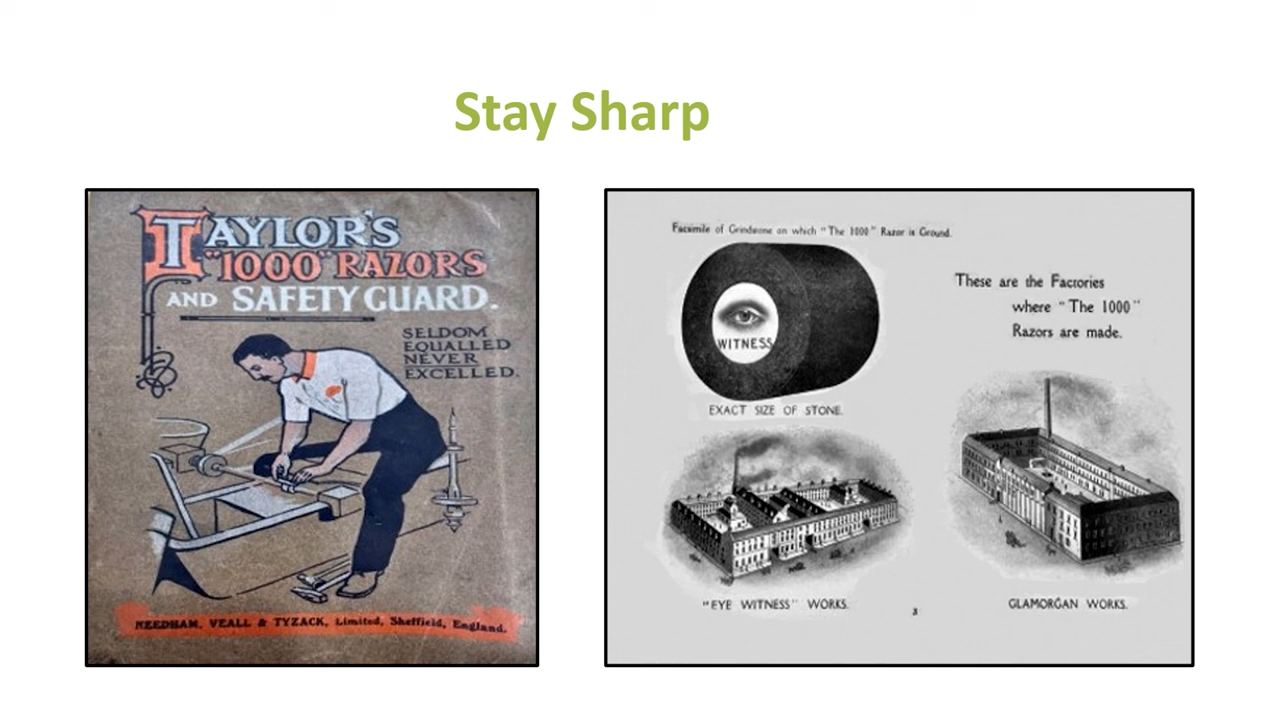 Stay Sharp
TAYLOR'S
"1000" RAZORS
AND SAFETY GUARD.
SELDOM
EQUALLED
NEVER
EXCELLED.
NEEDHAM, VEALL & TYZACK, Limited, Sheffield, England.
Facsimile of Grindstone on which "The 1000" Razor is Ground.
WITNESS
EXACT SIZE OF STONE.
These are the Factories
where "The 1000"
Razors are made.
"EYE WITNESS" WORKS.
3
GLAMORGAN WORKS.